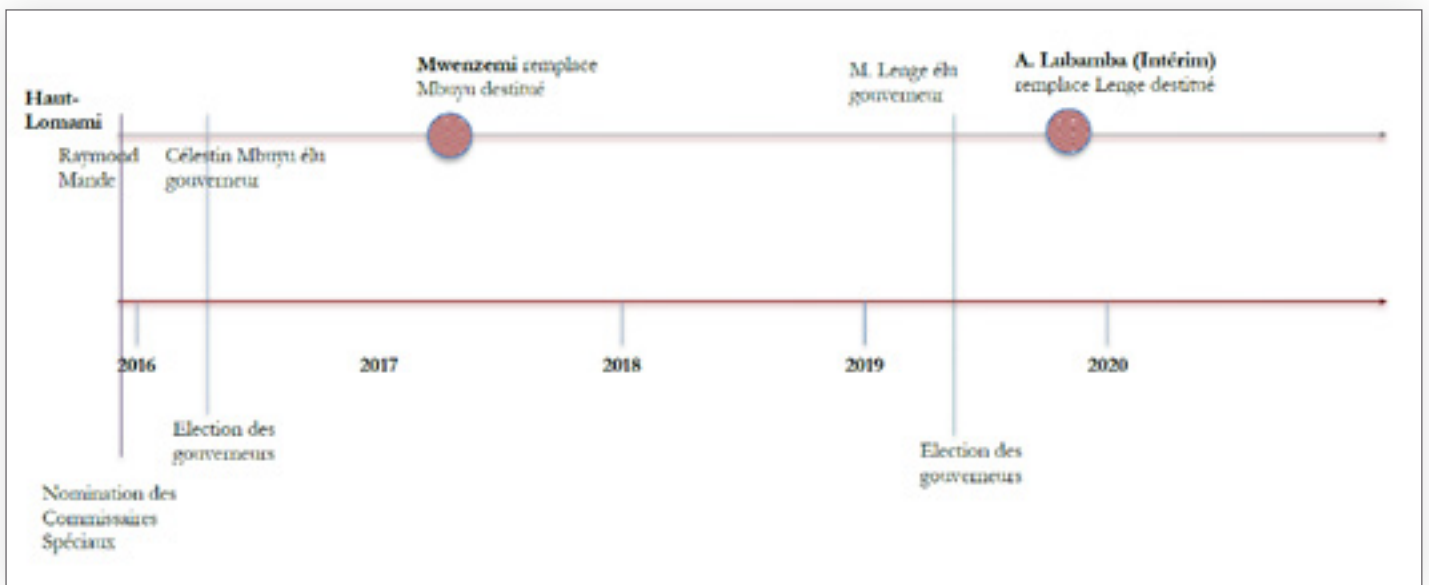 Haut-
Lomami
Raymond
Mande
Célestin Mbuyu élu
gouverneur
Mwenzemi remplace
Mbuyu destitué
M. Lenge élu
gouverneur
A. Lubamba (Intérim)
remplace Lenge destitué
2016
2017
2018
2019
2020
Election des
gouverneurs
Nomination des
Commissaires
Spéciaux
Election des
gouverneurs